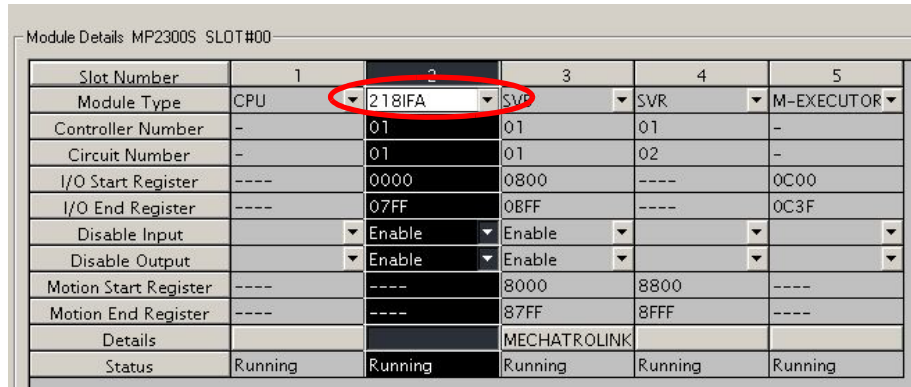 Module Details MP2300S SLOT#00
Slot Number 1 2 3 4 5
Module Type CPU 218IFA SVB SVR M-EXECUTOR
Controller Number - 01 01 01 -
Circuit Number - 01 01 02 -
I/O Start Register ---- 0000 0800 ---- 0C00
I/O End Register ---- 07FF 0BFF ---- 0C3F
Disable Input Enable Enable
Disable Output Enable Enable
Motion Start Register ---- ---- 8000 8800 ----
Motion End Register ---- ---- 87FF 8FFF ----
Details MECHATROLINK
Status Running Running Running Running Running